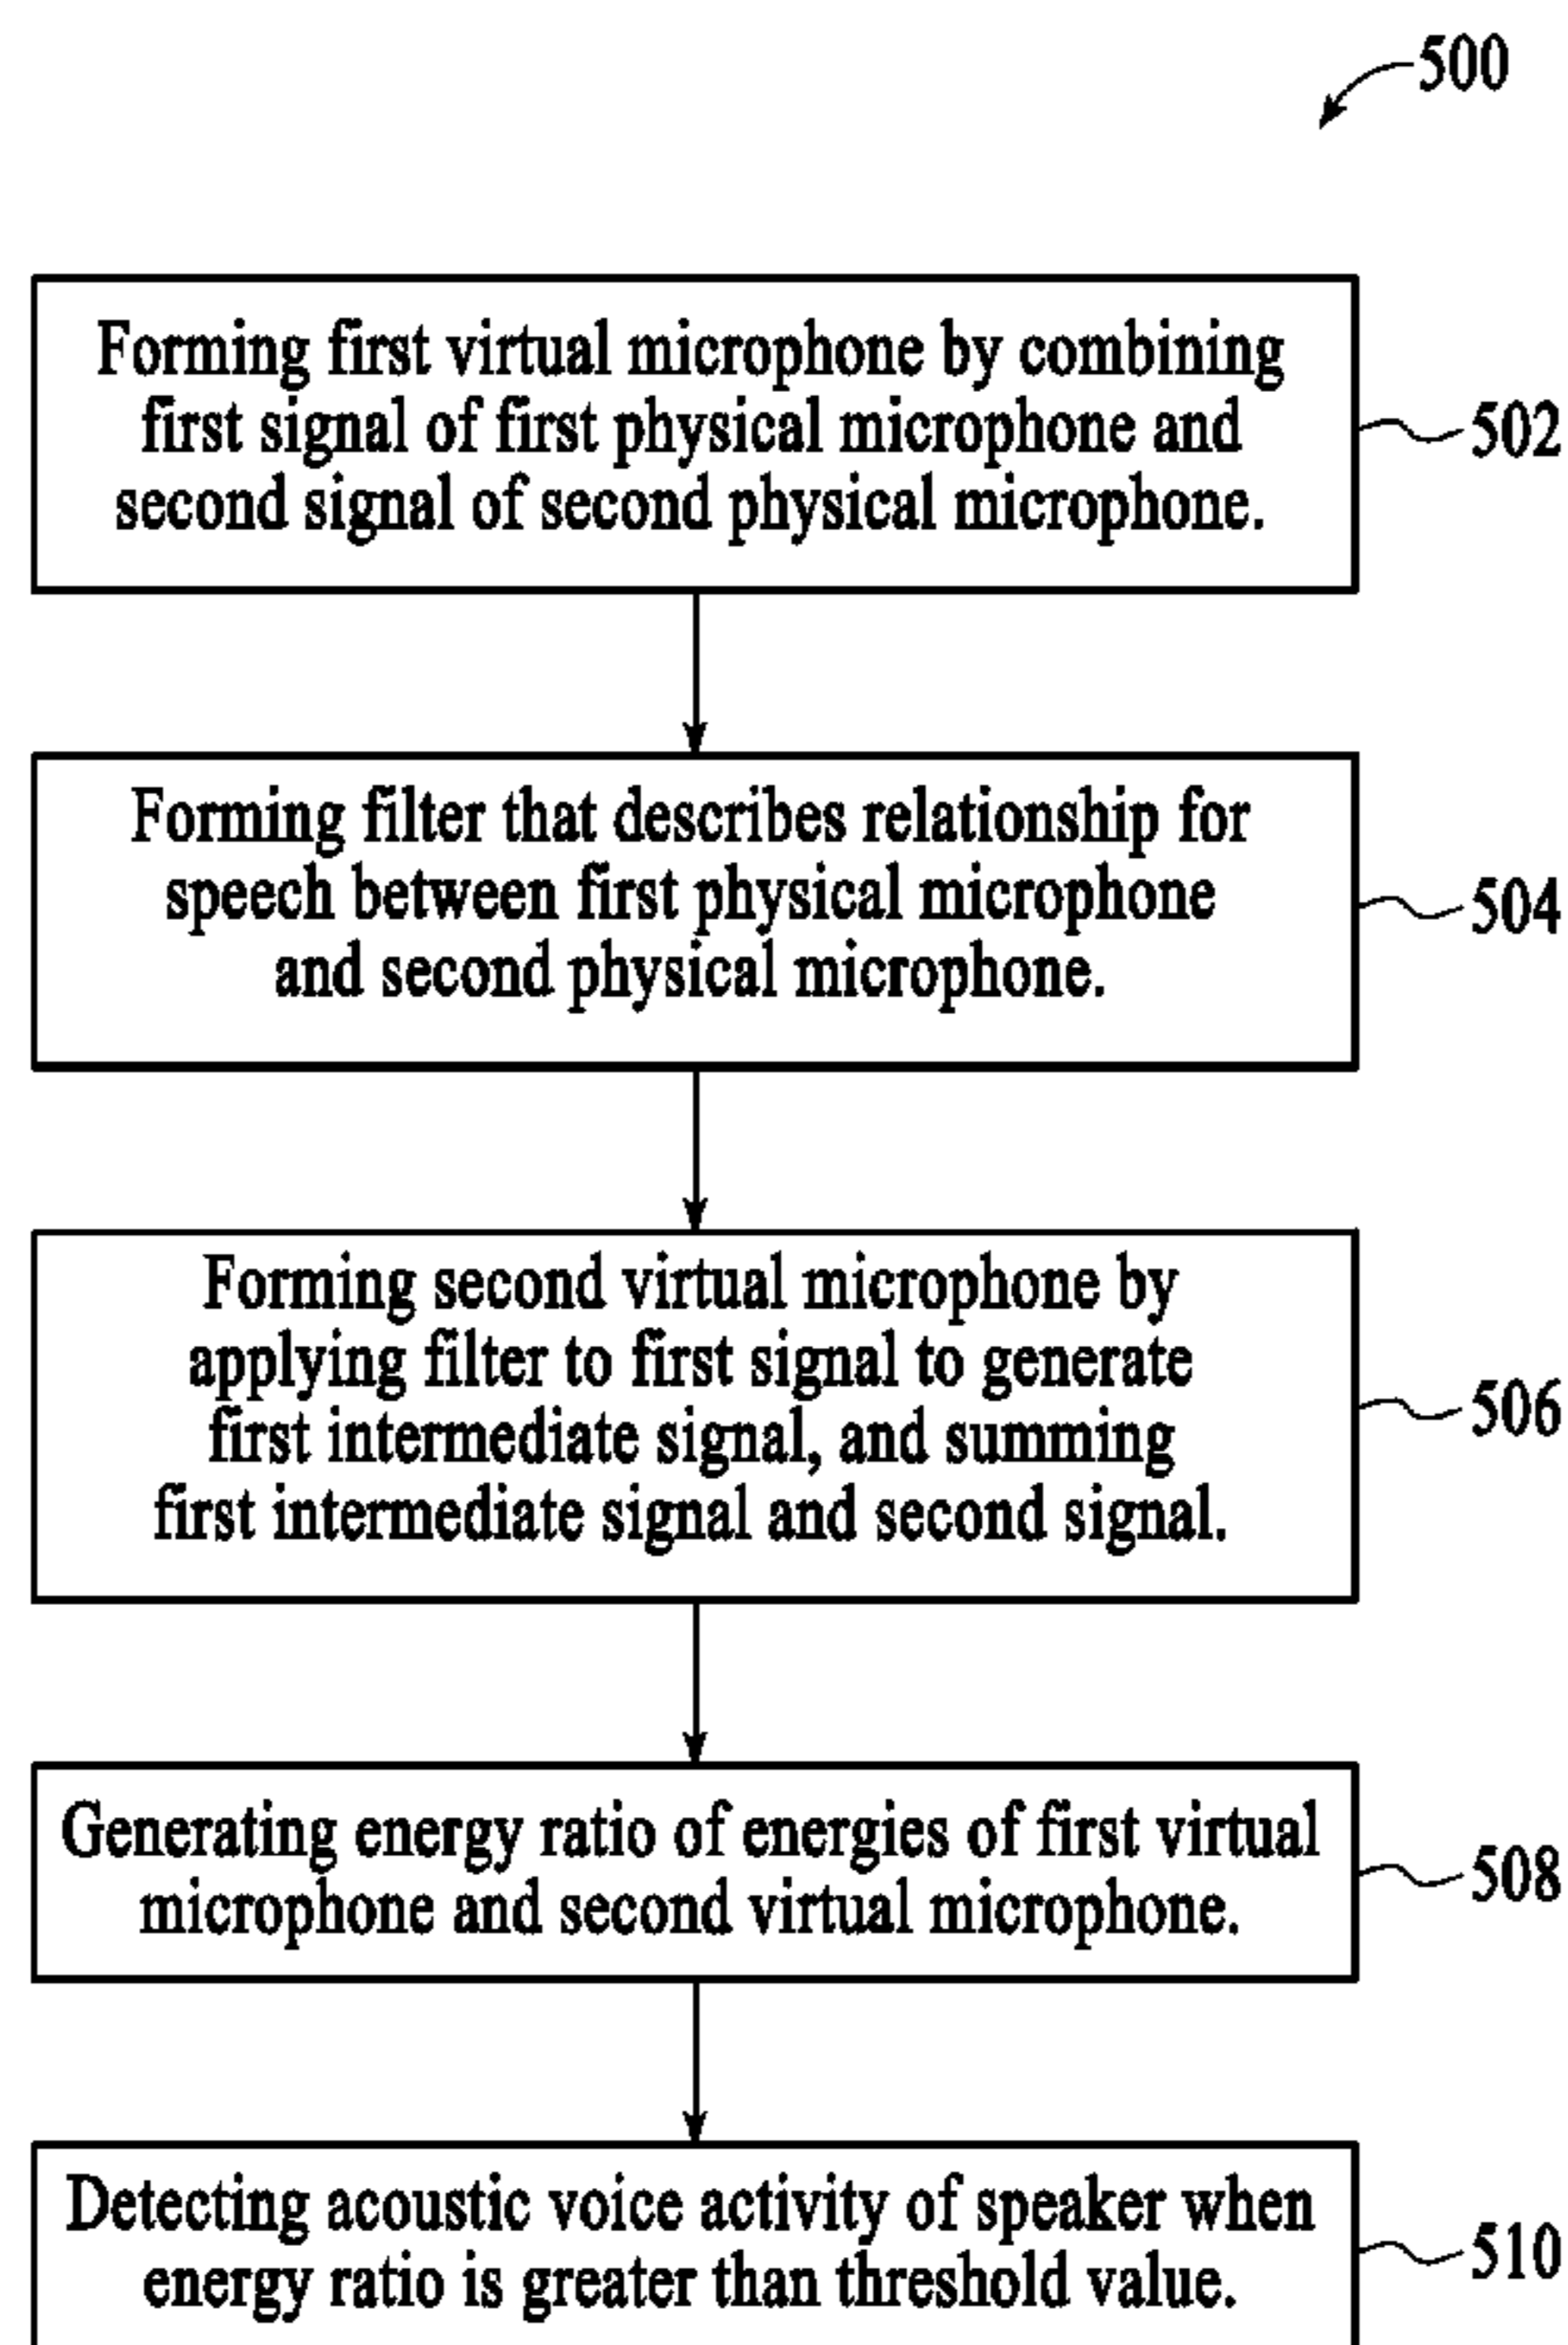 500
Forming first virtual microphone by combining
first signal of first physical microphone and
second signal of second physical microphone.
502
Forming filter that describes relationship for
speech between first physical microphone
and second physical microphone.
504
Forming second virtual microphone by
applying filter to first signal to generate
first intermediate signal, and summing
first intermediate signal and second signal.
506
Generating energy ratio of energies of first virtual
microphone and second virtual microphone.
508
Detecting acoustic voice activity of speaker when
energy ratio is greater than threshold value.
510